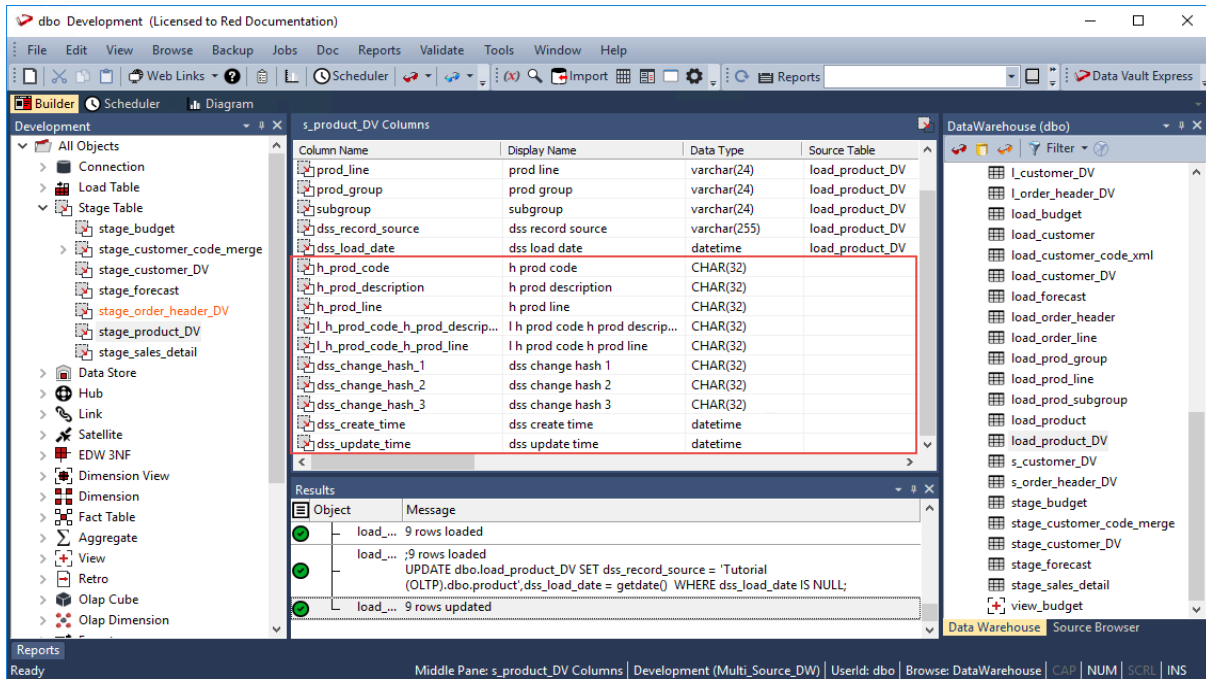 dbo Development (Licensed to Red Documentation)
File Edit View Browse Backup Jobs Doc Reports Validate Tools Window Help
Web Links Scheduler (x) Import Reports Data Vault Express
Builder Scheduler Diagram
Development
All Objects
Connection
Load Table
Stage Table
stage_budget
stage_customer_code_merge
stage_customer_DV
stage_forecast
stage_order_header_DV
stage_product_DV
stage_sales_detail
Data Store
Hub
Link
Satellite
EDW 3NF
Dimension View
Dimension
Fact Table
Aggregate
View
Retro
Olap Cube
Olap Dimension
s_product_DV Columns
Column Name Display Name Data Type Source Table
prod_line prod line varchar(24) load_product_DV
prod_group prod group varchar(24) load_product_DV
subgroup subgroup varchar(24) load_product_DV
dss_record_source dss record source varchar(255) load_product_DV
dss_load_date dss load date datetime load_product_DV
h_prod_code h prod code CHAR(32)
h_prod_description h prod description CHAR(32)
h_prod_line h prod line CHAR(32)
l_h_prod_code_h_prod_descrip... l h prod code h prod descrip... CHAR(32)
l_h_prod_code_h_prod_line l h prod code h prod line CHAR(32)
dss_change_hash_1 dss change hash 1 CHAR(32)
dss_change_hash_2 dss change hash 2 CHAR(32)
dss_change_hash_3 dss change hash 3 CHAR(32)
dss_create_time dss create time datetime
dss_update_time dss update time datetime
Results
Object Message
load_... 9 rows loaded
load_... ;9 rows loaded
UPDATE dbo.load_product_DV SET dss_record_source = 'Tutorial
(OLTP).dbo.product',dss_load_date = getdate() WHERE dss_load_date IS NULL;
load_... 9 rows updated
DataWarehouse (dbo)
Filter
l_customer_DV
l_order_header_DV
load_budget
load_customer
load_customer_code_xml
load_customer_DV
load_forecast
load_order_header
load_order_line
load_prod_group
load_prod_line
load_prod_subgroup
load_product
load_product_DV
s_customer_DV
s_order_header_DV
stage_budget
stage_customer_code_merge
stage_customer_DV
stage_forecast
stage_sales_detail
view_budget
Data Warehouse Source Browser
Reports
Ready Middle Pane: s_product_DV Columns Development (Multi_Source_DW) UserId: dbo Browse: DataWarehouse CAP NUM SCRL INS